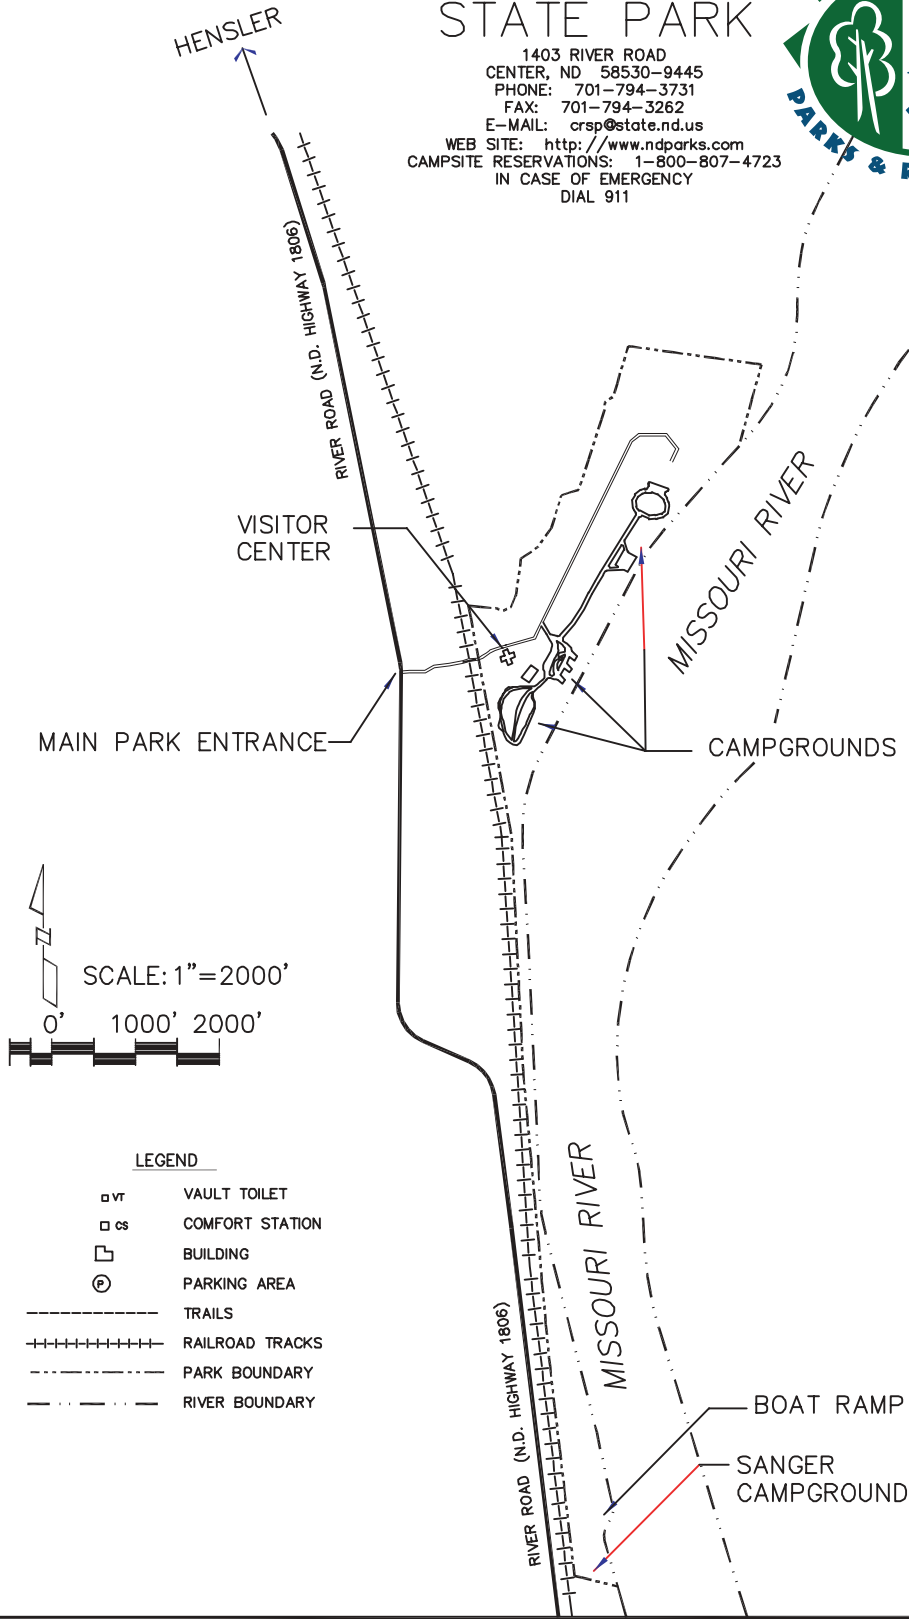 STATE PARK
1403 RIVER ROAD
CENTER, ND 58530-9445
PHONE: 701-794-3731
FAX: 701-794-3262
E-MAIL: crsp@state.nd.us
WEB SITE: http://www.ndparks.com
CAMPSITE RESERVATIONS: 1-800-807-4723
IN CASE OF EMERGENCY
DIAL 911
PARKS &
HENSLER
RIVER ROAD (N.D. HIGHWAY 1806)
VISITOR
CENTER
MISSOURI RIVER
MAIN PARK ENTRANCE
CAMPGROUNDS
N
SCALE: 1"=2000'
0' 1000' 2000'
LEGEND
VT VAULT TOILET
CS COMFORT STATION
BUILDING
P PARKING AREA
TRAILS
RAILROAD TRACKS
PARK BOUNDARY
RIVER BOUNDARY
MISSOURI RIVER
RIVER ROAD (N.D. HIGHWAY 1806)
BOAT RAMP
SANGER
CAMPGROUND